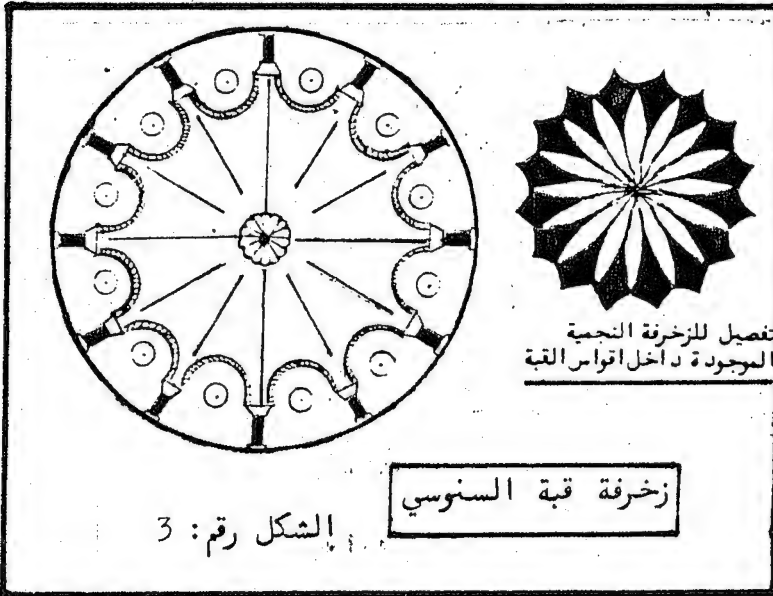 تفصيل للزخرفة النجمية
الموجودة داخل اقواس القبة
زخرفة قبة السنوسي
الشكل رقم: 3